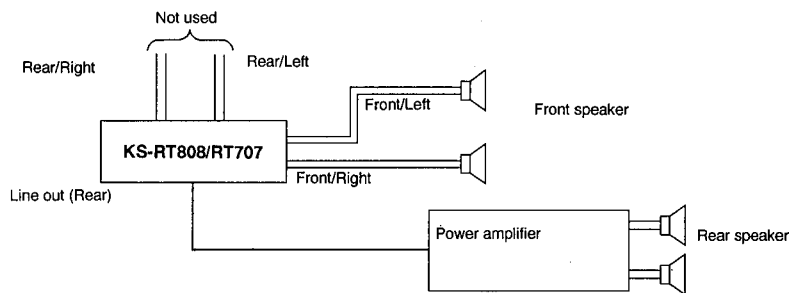 Not used
Rear/Right
Rear/Left
Front/Left
Front speaker
KS-RT808/RT707
Front/Right
Line out (Rear)
Power amplifier
Rear speaker